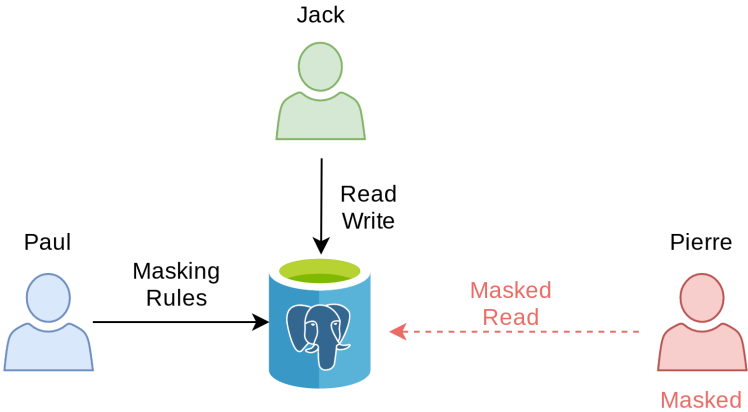 Jack
Read
Write
Paul
Masking
Rules
Pierre
Masked
Read
Masked